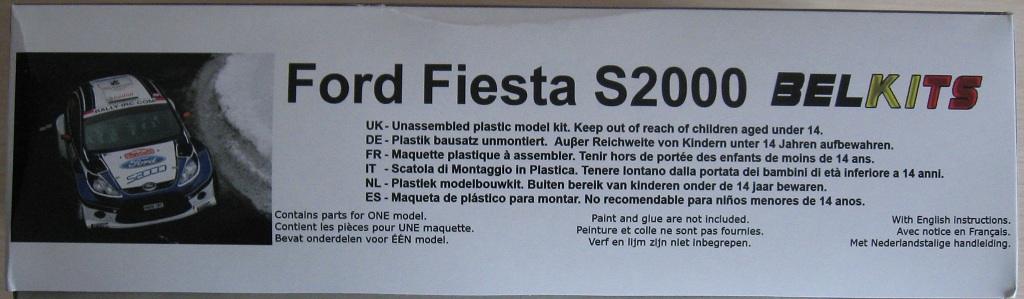 Ford Fiesta S2000 BELKITS
RALLY-IRC.COM
Ford
S2000
UK - Unassembled plastic model kit. Keep out of reach of children aged under 14.
DE - Plastik bausatz unmontiert. Außer Reichweite von Kindern unter 14 Jahren aufbewahren.
FR - Maquette plastique à assembler. Tenir hors de portée des enfants de moins de 14 ans.
IT - Scatola di Montaggio in Plastica. Tenere lontano dalla portata dei bambini di età inferiore a 14 anni.
NL - Plastiek modelbouwkit. Buiten bereik van kinderen onder de 14 jaar bewaren.
ES - Maqueta de plástico para montar. No recomendable para niños menores de 14 anos.
Contains parts for ONE model.
Contient les pièces pour UNE maquette.
Bevat onderdelen voor ÉÈN model.
Paint and glue are not included.
Peinture et colle ne sont pas fournies.
Verf en lijm zijn niet inbegrepen.
With English instructions.
Avec notice en Français.
Met Nederlandstalige handleiding.